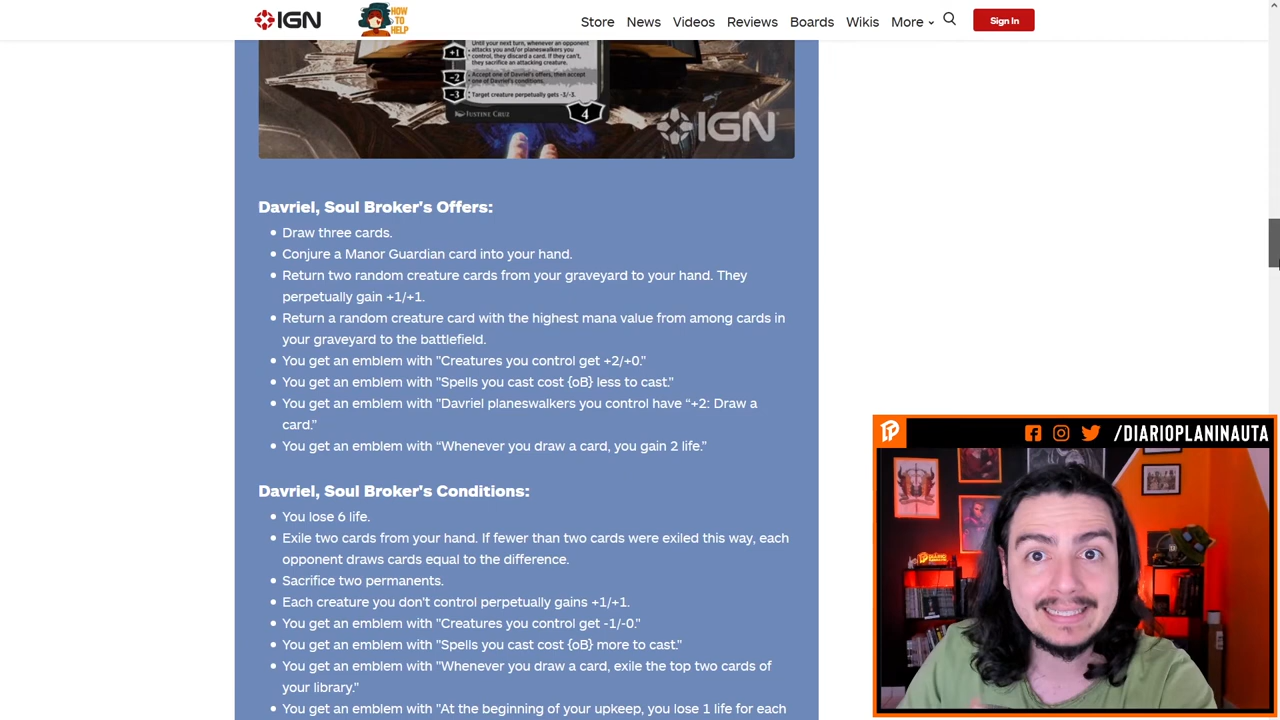 IGN
HOW
TO
HELP
Store News Videos Reviews Boards Wikis More
Sign In
+1 Until your next turn, whenever an opponent
attacks you and/or planeswalkers you
control, they discard a card. If they can't,
they sacrifice an attacking creature.
-2 Accept one of Davriel's offers, then accept
one of Davriel's conditions.
-3 Target creature perpetually gets -3/-3.
JUSTINE CRUZ
4
IGN
Davriel, Soul Broker's Offers:
Draw three cards.
Conjure a Manor Guardian card into your hand.
Return two random creature cards from your graveyard to your hand. They
perpetually gain +1/+1.
Return a random creature card with the highest mana value from among cards in
your graveyard to the battlefield.
You get an emblem with "Creatures you control get +2/+0."
You get an emblem with "Spells you cast cost {oB} less to cast."
You get an emblem with "Davriel planeswalkers you control have “+2: Draw a
card.”
You get an emblem with “Whenever you draw a card, you gain 2 life.”
Davriel, Soul Broker's Conditions:
You lose 6 life.
Exile two cards from your hand. If fewer than two cards were exiled this way, each
opponent draws cards equal to the difference.
Sacrifice two permanents.
Each creature you don't control perpetually gains +1/+1.
You get an emblem with "Creatures you control get -1/-0."
You get an emblem with "Spells you cast cost {oB} more to cast."
You get an emblem with "Whenever you draw a card, exile the top two cards of
your library."
You get an emblem with "At the beginning of your upkeep, you lose 1 life for each
/DIARIOPLANINAUTA